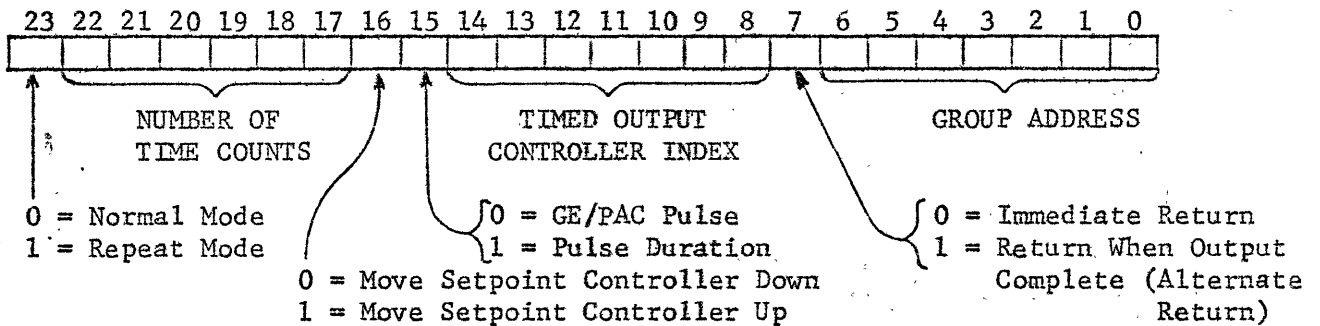 23 22 21 20 19 18 17 16 15 14 13 12 11 10 9 8 7 6 5 4 3 2 1 0
NUMBER OF
TIME COUNTS
TIMED OUTPUT
CONTROLLER INDEX
GROUP ADDRESS
0 = Normal Mode
1 = Repeat Mode
0 = GE/PAC Pulse
1 = Pulse Duration
0 = Immediate Return
1 = Return When Output
Complete (Alternate
Return)
0 = Move Setpoint Controller Down
1 = Move Setpoint Controller Up